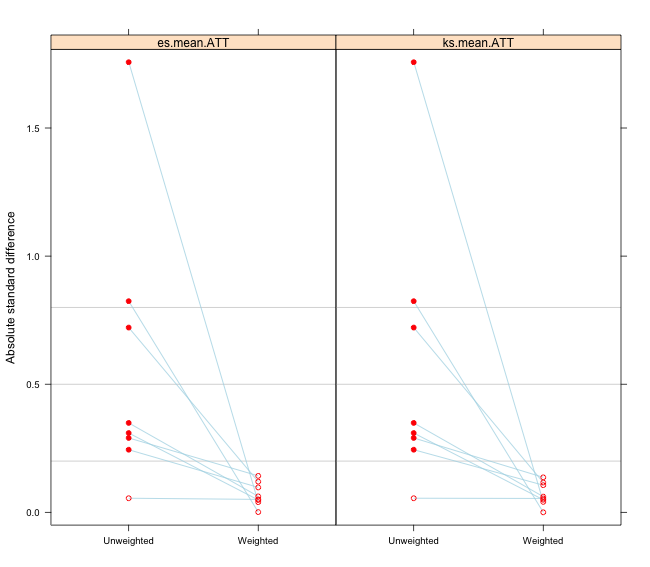 es.mean.ATT
ks.mean.ATT
Absolute standard difference
1.5
1.0
0.5
0.0
Unweighted
Weighted
Unweighted
Weighted